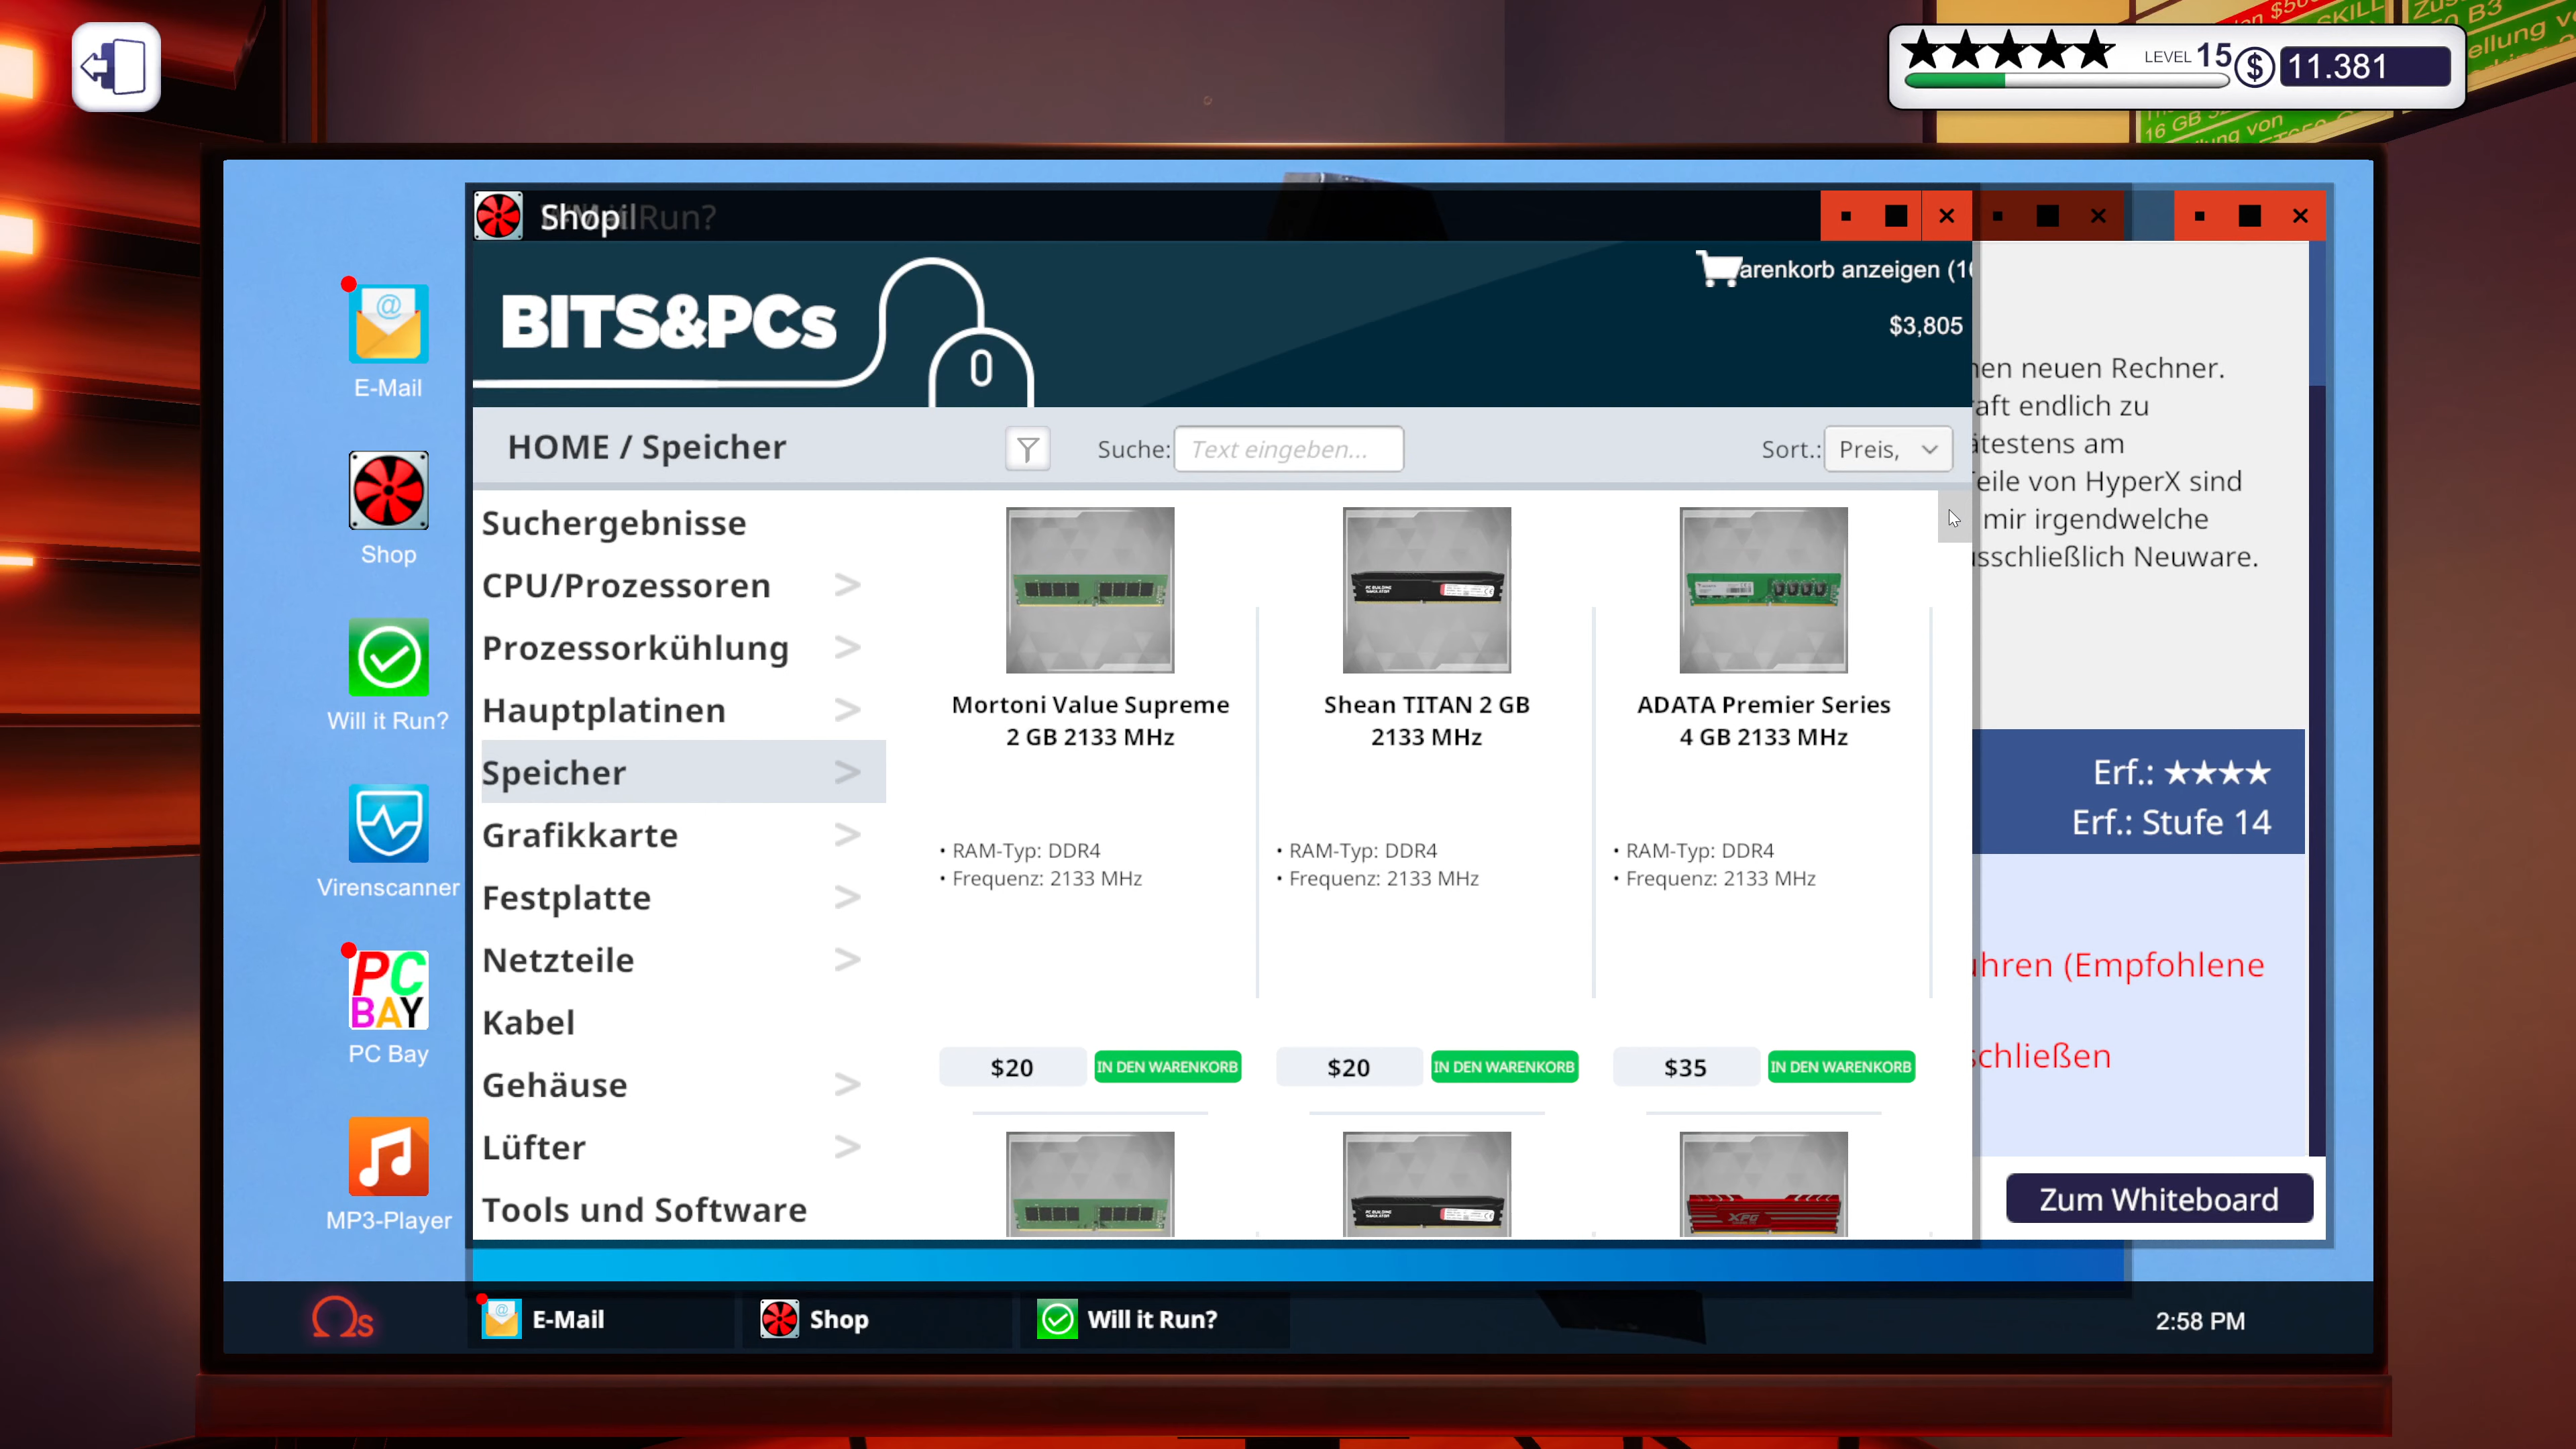 LEVEL 15
11.381
Shop
Run?
BITS&PCs
arenkorb anzeigen
$3,805
HOME / Speicher
Suche: Text eingeben...
Sort.: Preis,
Suchergebnisse
CPU/Prozessoren >
Prozessorkühlung >
Hauptplatinen >
Speicher >
Grafikkarte >
Festplatte >
Netzteile >
Kabel
Gehäuse >
Lüfter >
Tools und Software
Mortoni Value Supreme
2 GB 2133 MHz
• RAM-Typ: DDR4
• Frequenz: 2133 MHz
$20
IN DEN WARENKORB
Shean TITAN 2 GB
2133 MHz
• RAM-Typ: DDR4
• Frequenz: 2133 MHz
$20
IN DEN WARENKORB
ADATA Premier Series
4 GB 2133 MHz
• RAM-Typ: DDR4
• Frequenz: 2133 MHz
$35
IN DEN WARENKORB
XPG
en neuen Rechner.
aft endlich zu
ätestens am
eile von HyperX sind
mir irgendwelche
sschließlich Neuware.
Erf.: ★★★★
Erf.: Stufe 14
hren (Empfohlene
schließen
Zum Whiteboard
E-Mail
Shop
Will it Run?
Virenscanner
PC
BAY
PC Bay
MP3-Player
Ωs
E-Mail
Shop
Will it Run?
2:58 PM
16 GB